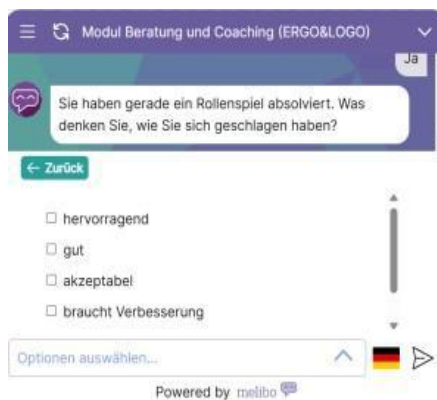 Modul Beratung und Coaching (ERGO&LOGO)
Ja
Sie haben gerade ein Rollenspiel absolviert. Was
denken Sie, wie Sie sich geschlagen haben?
← Zurück
hervorragend
gut
akzeptabel
braucht Verbesserung
Optionen auswählen...
Powered by melibo